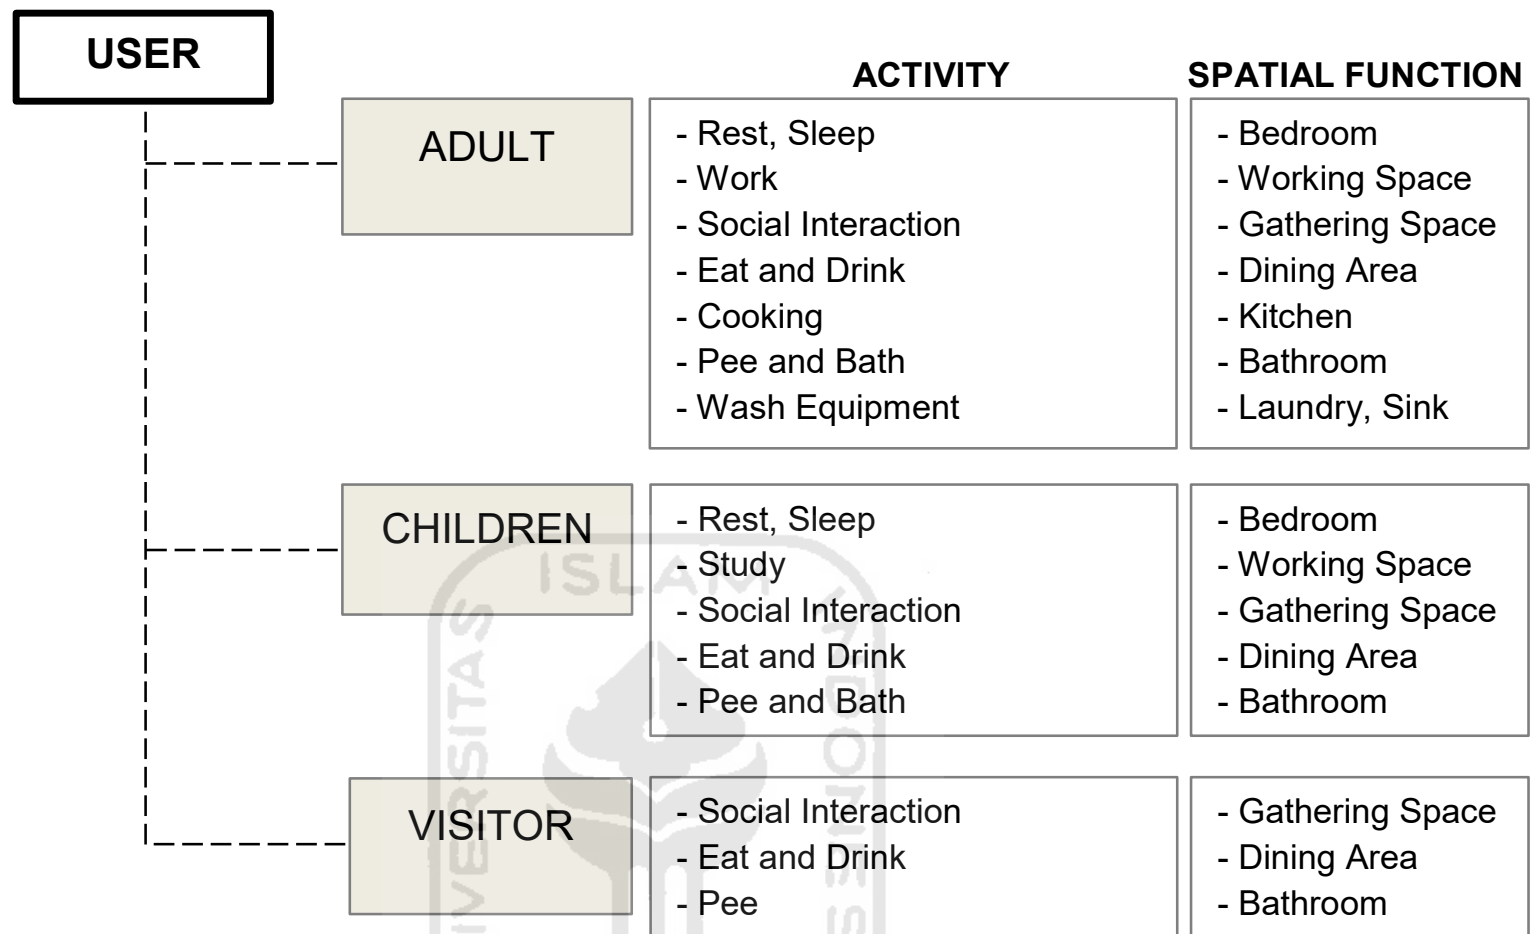 USER
ACTIVITY
SPATIAL FUNCTION
ADULT
- Rest, Sleep
- Work
- Social Interaction
- Eat and Drink
- Cooking
- Pee and Bath
- Wash Equipment
- Bedroom
- Working Space
- Gathering Space
- Dining Area
- Kitchen
- Bathroom
- Laundry, Sink
CHILDREN
- Rest, Sleep
- Study
- Social Interaction
- Eat and Drink
- Pee and Bath
- Bedroom
- Working Space
- Gathering Space
- Dining Area
- Bathroom
VISITOR
- Social Interaction
- Eat and Drink
- Pee
- Gathering Space
- Dining Area
- Bathroom
ISLAM